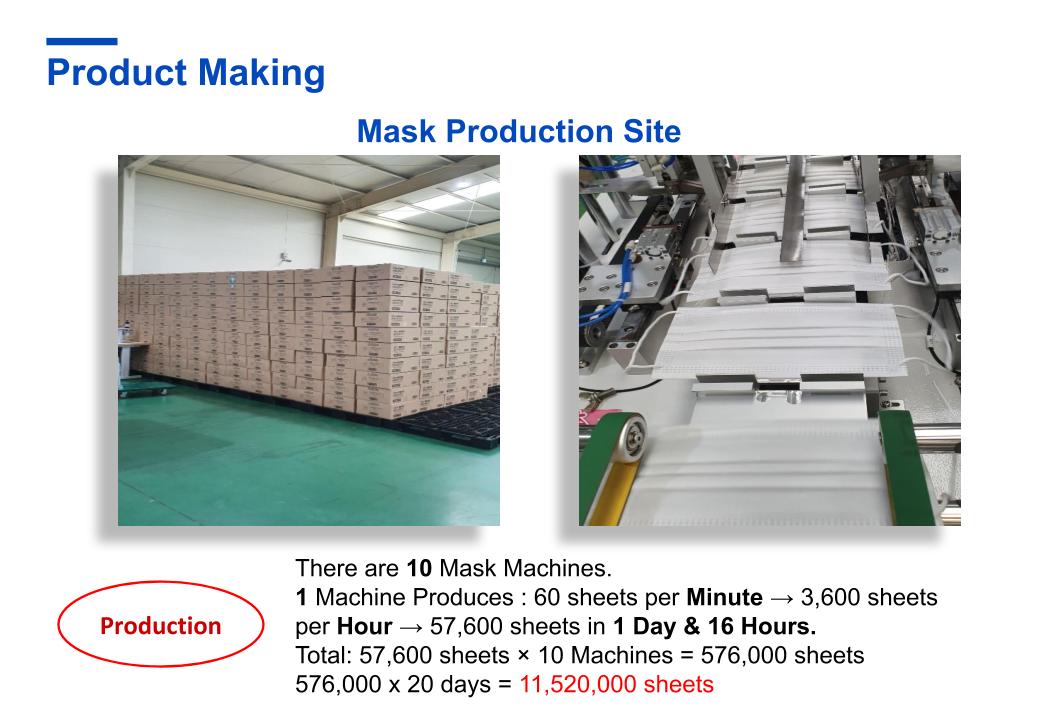 Product Making
Mask Production Site
There are 10 Mask Machines.
1 Machine Produces : 60 sheets per Minute → 3,600 sheets
per Hour → 57,600 sheets in 1 Day & 16 Hours.
Production
Total: 57,600 sheets × 10 Machines = 576,000 sheets
576,000 x 20 days = 11,520,000 sheets